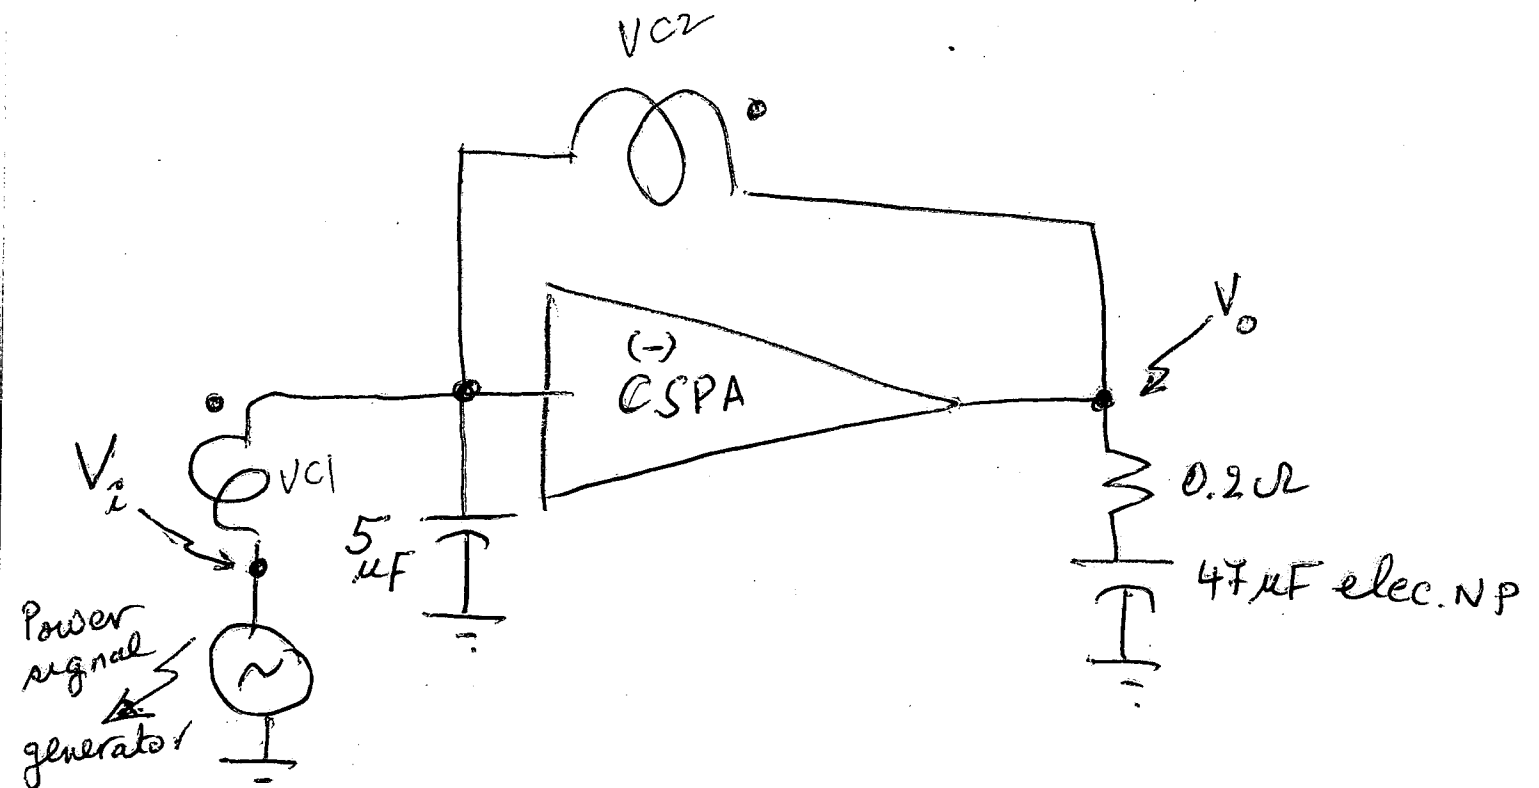 VC2
V₀
(-)
CSPA
Vi
VC1
0.2Ω
5
µF
47µF elec. NP
Power
signal
generator